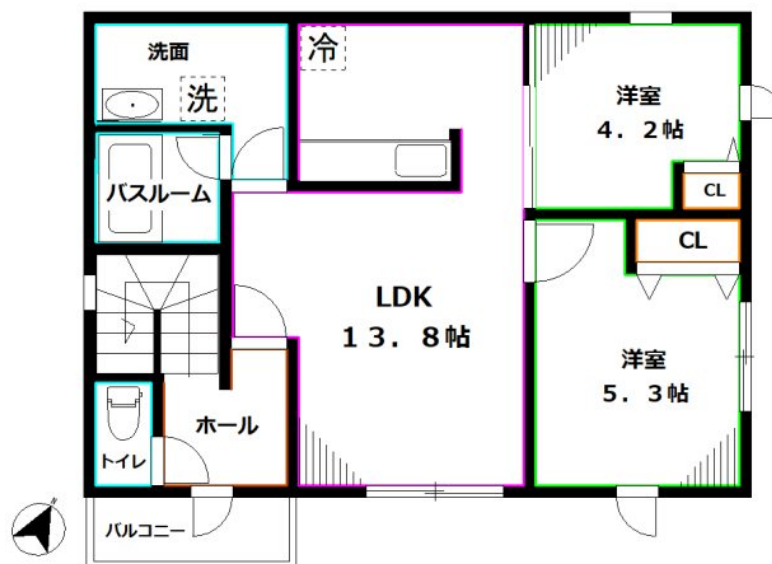 洗面
冷
洗
洋室
4．2帖
バスルーム
CL
CL
LDK
13．8帖
洋室
5．3帖
ホール
トイレ
バルコニー
N